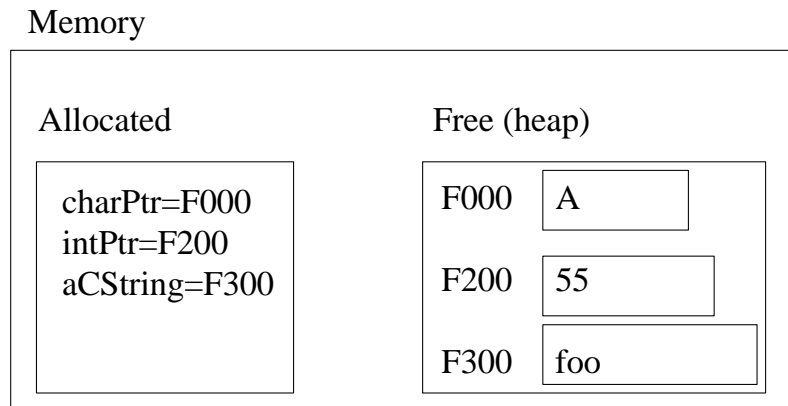 Memory
Allocated
charPtr=F000
intPtr=F200
aCString=F300
Free (heap)
F000 A
F200 55
F300 foo